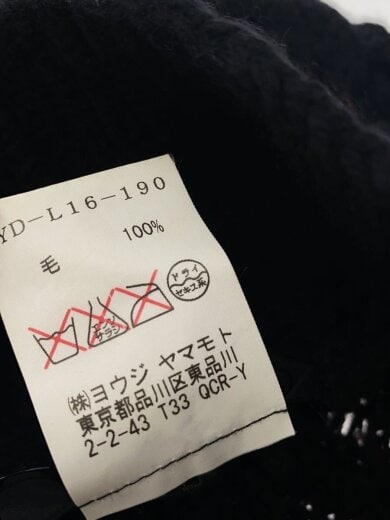 YD-L16-190
毛 100%
エンソ サラシ
ドライ
セキユ系
(株)ヨウジ ヤマモト
東京都品川区東品川
2-2-43 T33 QCR-Y